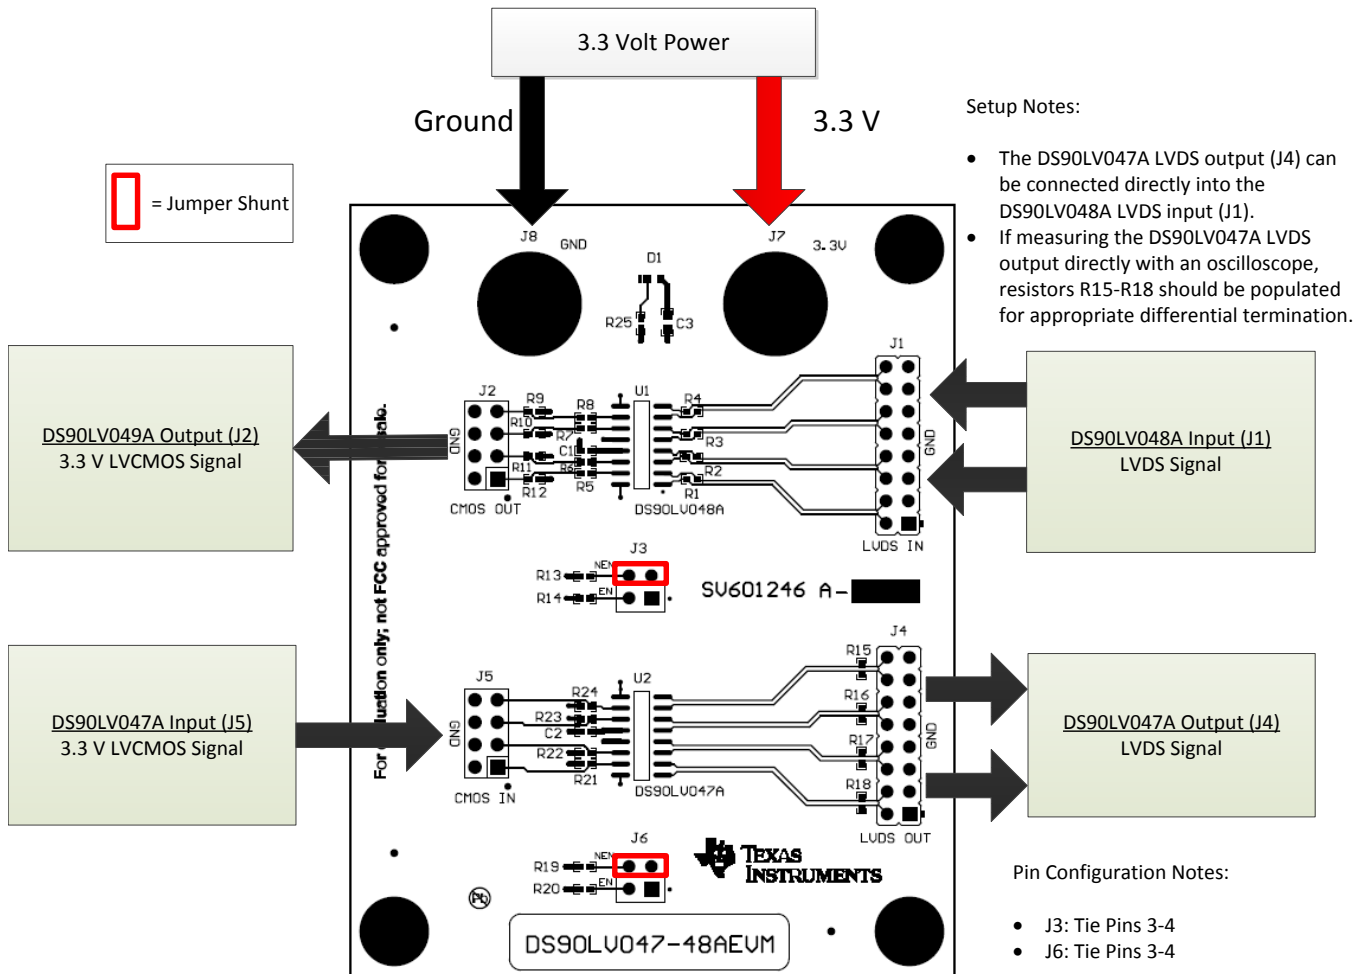 3.3 Volt Power
Ground
3.3 V
= Jumper Shunt
Setup Notes:
• The DS90LV047A LVDS output (J4) can
be connected directly into the
DS90LV048A LVDS input (J1).
• If measuring the DS90LV047A LVDS
output directly with an oscilloscope,
resistors R15-R18 should be populated
for appropriate differential termination.
J8
GND
J7
3.3V
D1
R25
C3
DS90LV049A Output (J2)
3.3 V LVCMOS Signal
J2
GND
CMOS OUT
R9
R10
R11
R12
R8
R7
C1
R6
R5
U1
DS90LV048A
R4
R3
R2
R1
J1
GND
LVDS IN
DS90LV048A Input (J1)
LVDS Signal
J3
R13
NEN
R14
EN
SV601246 A-
DS90LV047A Input (J5)
3.3 V LVCMOS Signal
J5
GND
CMOS IN
R24
R23
C2
R22
R21
U2
DS90LV047A
R15
R16
R17
R18
J4
GND
LVDS OUT
DS90LV047A Output (J4)
LVDS Signal
J6
R19
NEN
R20
EN
Pb
TEXAS
INSTRUMENTS
DS90LV047-48AEVM
Pin Configuration Notes:
• J3: Tie Pins 3-4
• J6: Tie Pins 3-4
only; not FCC approved for